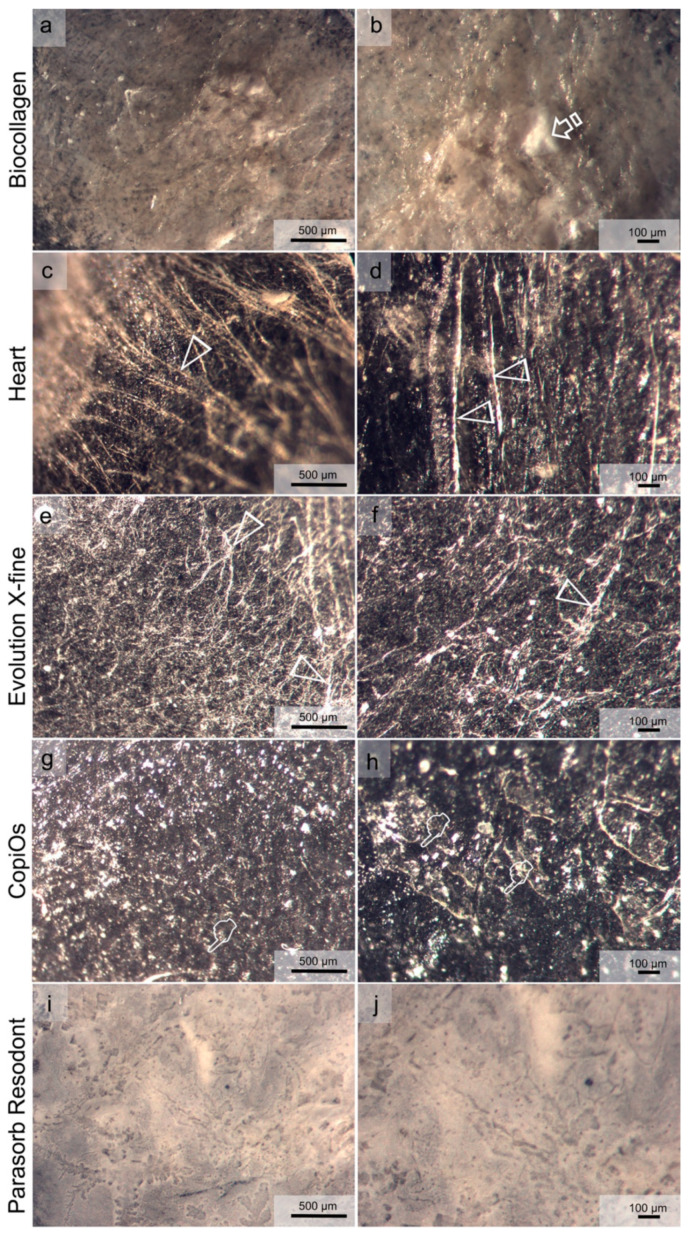 a
b
Biocollagen
500 µm
100 µm
c
d
Heart
500 µm
100 µm
e
f
Evolution X-fine
500 µm
100 µm
g
h
CopiOs
500 µm
100 µm
i
j
Parasorb Resodont
500 µm
100 µm